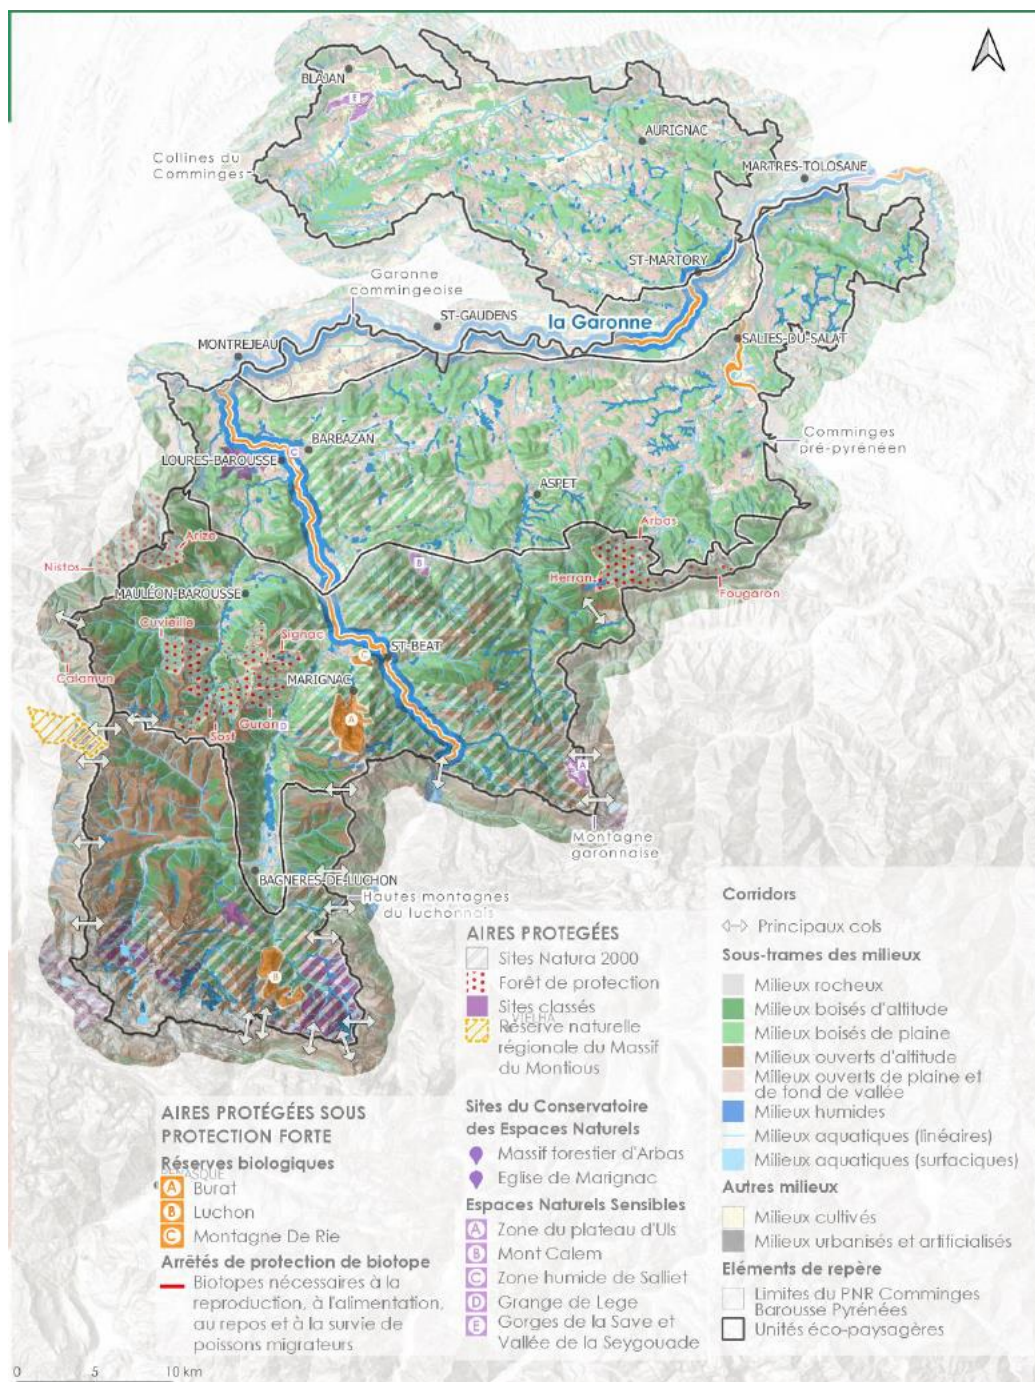 BLAJAN
E
AURIGNAC
MARTRES-TOLOSANE
Collines du
Comminges
ST-MARTORY
Garonne
commingeoise
la Garonne
ST-GAUDENS
SALIES-DU-SALAT
MONTREJEAU
Comminges
pré-pyrénéen
BARBAZAN
C
LOURES-BAROUSSE
ASPET
Arbas
Arize
Nistos
B
Herran
Fougaron
MAULÉON-BAROUSSE
Cuvieille
Signac
ST-BEAT
C
Calamun
MARIGNAC
A
Guran
D
Sost
A
Montagne
garonnaise
BAGNERES-DE-LUCHON
Hautes montagnes
du luchonnais
B
AIRES PROTEGÉES
Sites Natura 2000
Forêt de protection
Sites classés
VIELHA
Réserve naturelle
régionale du Massif
du Montious
Sites du Conservatoire
des Espaces Naturels
Massif forestier d'Arbas
Eglise de Marignac
Espaces Naturels Sensibles
A Zone du plateau d'Uls
B Mont Calem
C Zone humide de Salliet
D Grange de Lege
E Gorges de la Save et
Vallée de la Seygouade
AIRES PROTÉGÉES SOUS
PROTECTION FORTE
Réserves biologiques
A Burat
B Luchon
C Montagne De Rie
Arrêtés de protection de biotope
Biotopes nécessaires à la
reproduction, à l'alimentation,
au repos et à la survie de
poissons migrateurs
Corridors
Principaux cols
Sous-trames des milieux
Milieux rocheux
Milieux boisés d'altitude
Milieux boisés de plaine
Milieux ouverts d'altitude
Milieux ouverts de plaine et
de fond de vallée
Milieux humides
Milieux aquatiques (linéaires)
Milieux aquatiques (surfaciques)
Autres milieux
Milieux cultivés
Milieux urbanisés et artificialisés
Eléments de repère
Limites du PNR Comminges
Barousse Pyrénées
Unités éco-paysagères
0 5 10 km